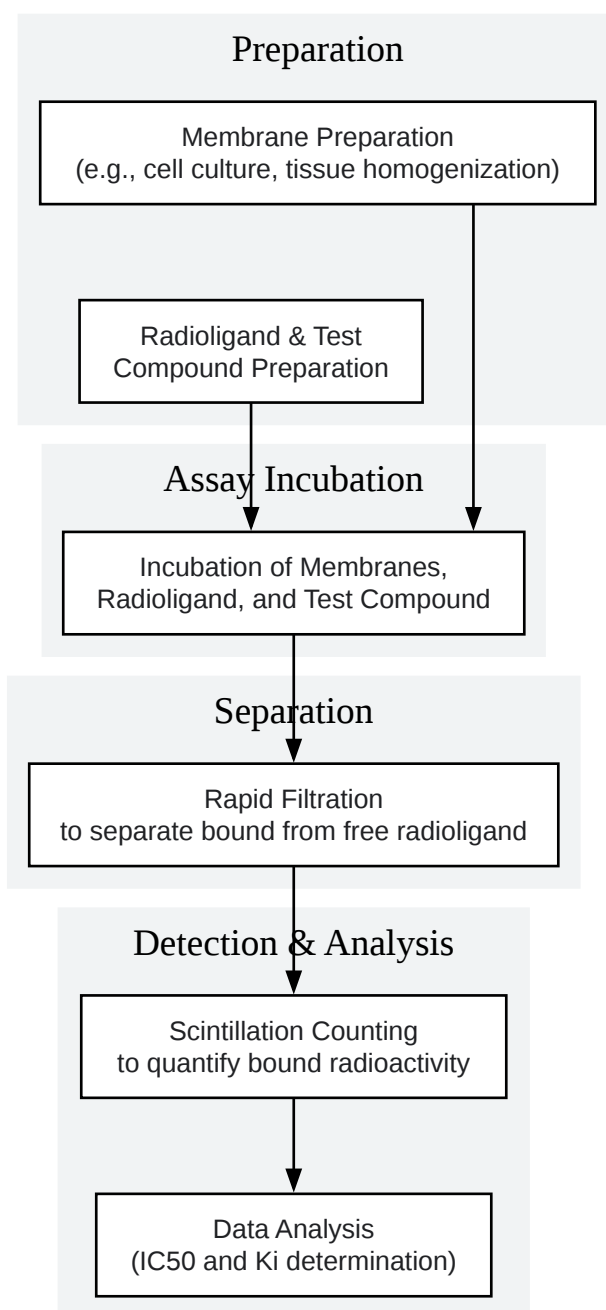 Preparation
Membrane Preparation
(e.g., cell culture, tissue homogenization)
Radioligand & Test
Compound Preparation
Assay Incubation
Incubation of Membranes,
Radioligand, and Test Compound
Separation
Rapid Filtration
to separate bound from free radioligand
Detection & Analysis
Scintillation Counting
to quantify bound radioactivity
Data Analysis
(IC50 and Ki determination)